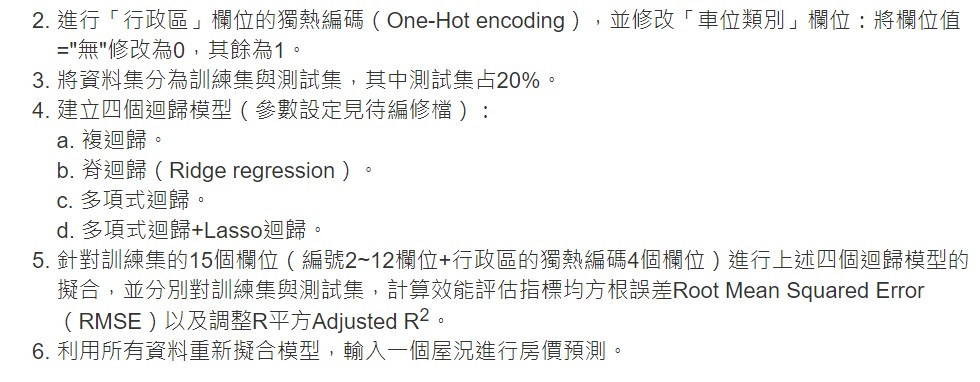 2. 進行「行政區」欄位的獨熱編碼（One-Hot encoding），並修改「車位類別」欄位：將欄位值
="無"修改為0，其餘為1。
3. 將資料集分為訓練集與測試集，其中測試集占20%。
4. 建立四個迴歸模型（參數設定見待編修檔）：
a. 複迴歸。
b. 脊迴歸（Ridge regression）。
c. 多項式迴歸。
d. 多項式迴歸+Lasso迴歸。
5. 針對訓練集的15個欄位（編號2~12欄位+行政區的獨熱編碼4個欄位）進行上述四個迴歸模型的
擬合，並分別對訓練集與測試集，計算效能評估指標均方根誤差Root Mean Squared Error
（RMSE）以及調整R平方Adjusted R²。
6. 利用所有資料重新擬合模型，輸入一個屋況進行房價預測。